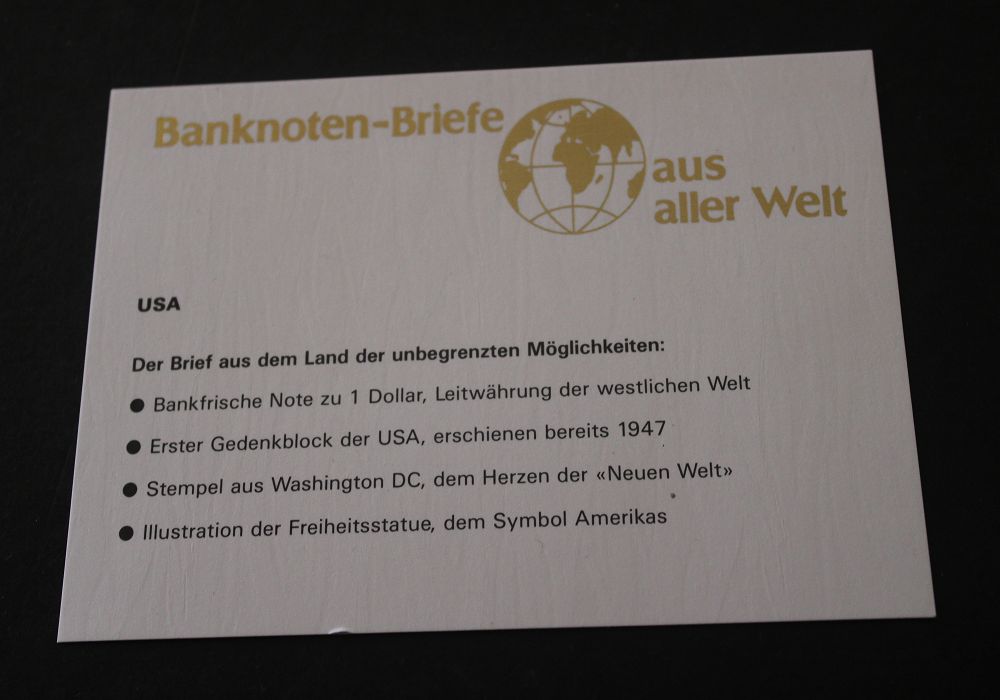 Banknoten-Briefe
aus
aller Welt
USA
Der Brief aus dem Land der unbegrenzten Möglichkeiten:
● Bankfrische Note zu 1 Dollar, Leitwährung der westlichen Welt
● Erster Gedenkblock der USA, erschienen bereits 1947
● Stempel aus Washington DC, dem Herzen der «Neuen Welt»
● Illustration der Freiheitsstatue, dem Symbol Amerikas